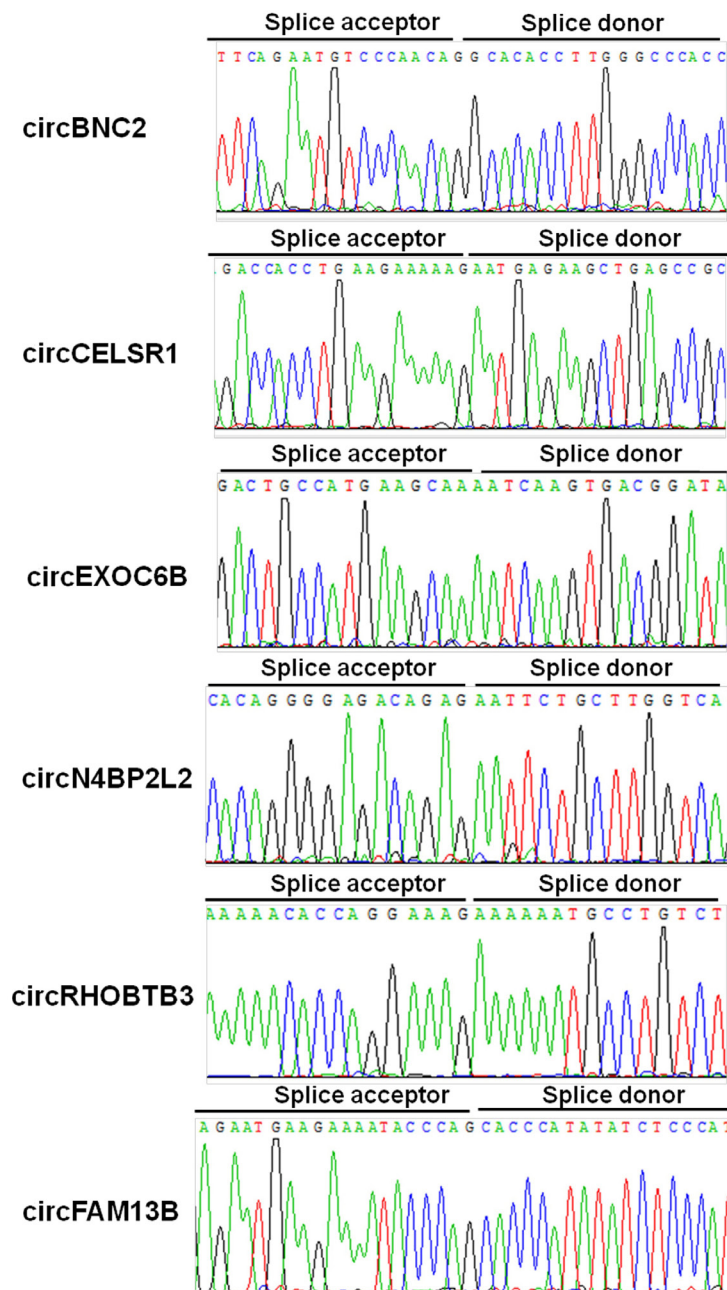 Splice acceptor Splice donor
TTCAGAATGTCCCAACAGGCACACCTTGGGCCCACC
circBNC2
Splice acceptor Splice donor
GACCACCTGAAGAAAAAGAATGAGAAGCTGAGCCGC
circCELSR1
Splice acceptor Splice donor
GACTGCCATGAAGCAAAATCAAGTGACGGATA
circEXOC6B
Splice acceptor Splice donor
CACAGGGGAGACAGAGAATTCTGCTTGGTCA
circN4BP2L2
Splice acceptor Splice donor
AAAAACACCAGGAAAGAAAAAATGCCTGTCT
circRHOBTB3
Splice acceptor Splice donor
AGAATGAAGAAAATACCCAGCACCCATATATCTCCCAT
circFAM13B